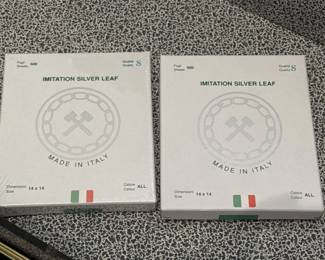 Fogli
Sheets 500
Qualità
Quality S
IMITATION SILVER LEAF
MADE IN ITALY
Dimensioni
Size 14 x 14
Colore
Colour ALL.
Fogli
Sheets 500
Qualità
Quality S
IMITATION SILVER LEAF
MADE IN ITALY
Dimensioni
Size 14 x 14
Colore
Colour ALL.